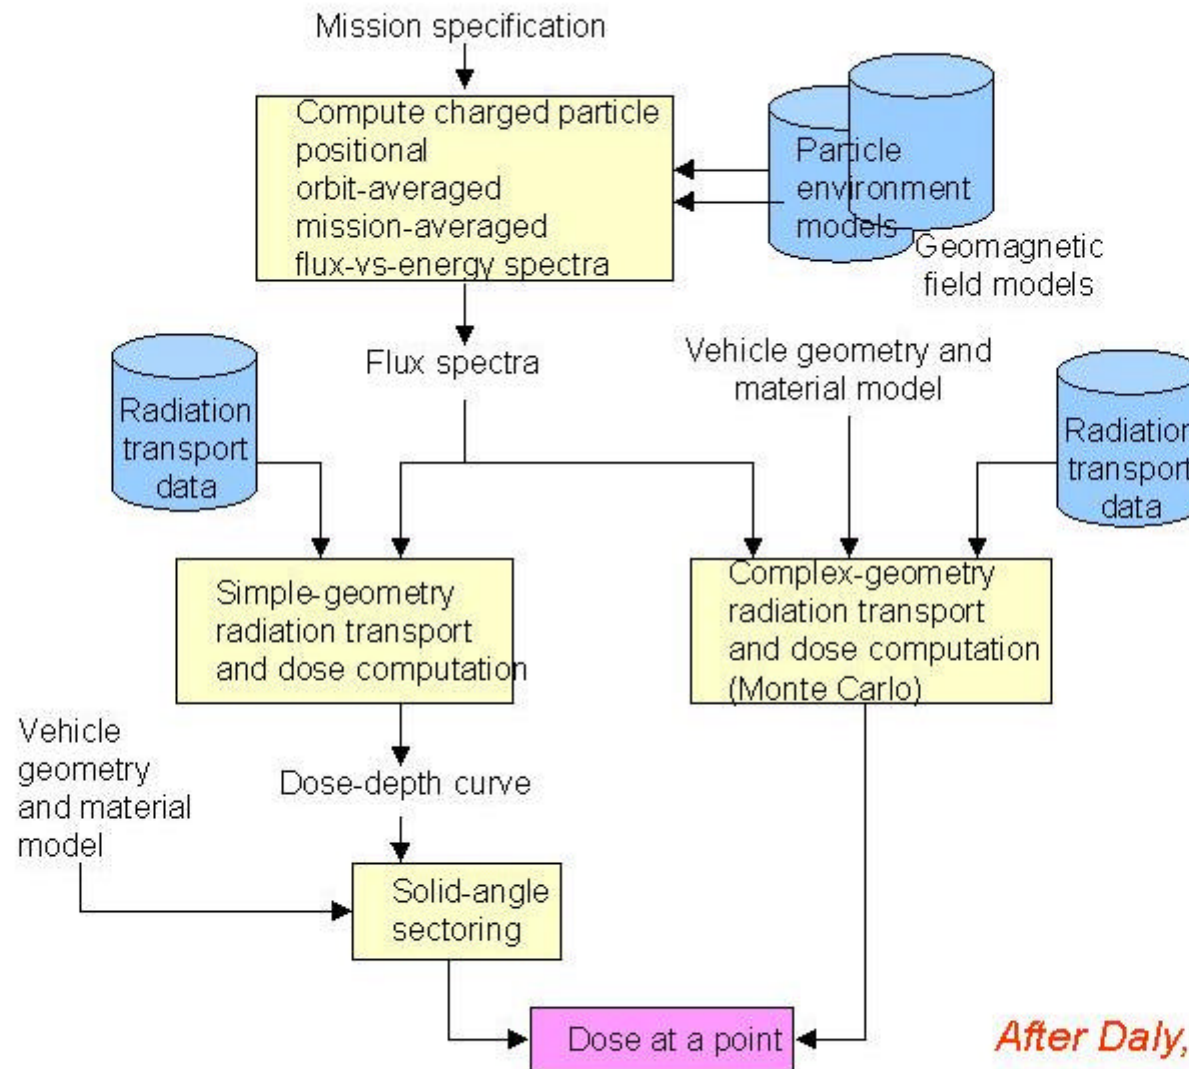 Mission specification
Compute charged particle
positional
orbit-averaged
mission-averaged
flux-vs-energy spectra
Particle
environment
models
Geomagnetic
field models
Flux spectra
Vehicle geometry and
material model
Radiation
transport
data
Radiation
transport
data
Simple-geometry
radiation transport
and dose computation
Complex-geometry
radiation transport
and dose computation
(Monte Carlo)
Vehicle
geometry
and material
model
Dose-depth curve
Solid-angle
sectoring
Dose at a point
After Daly,